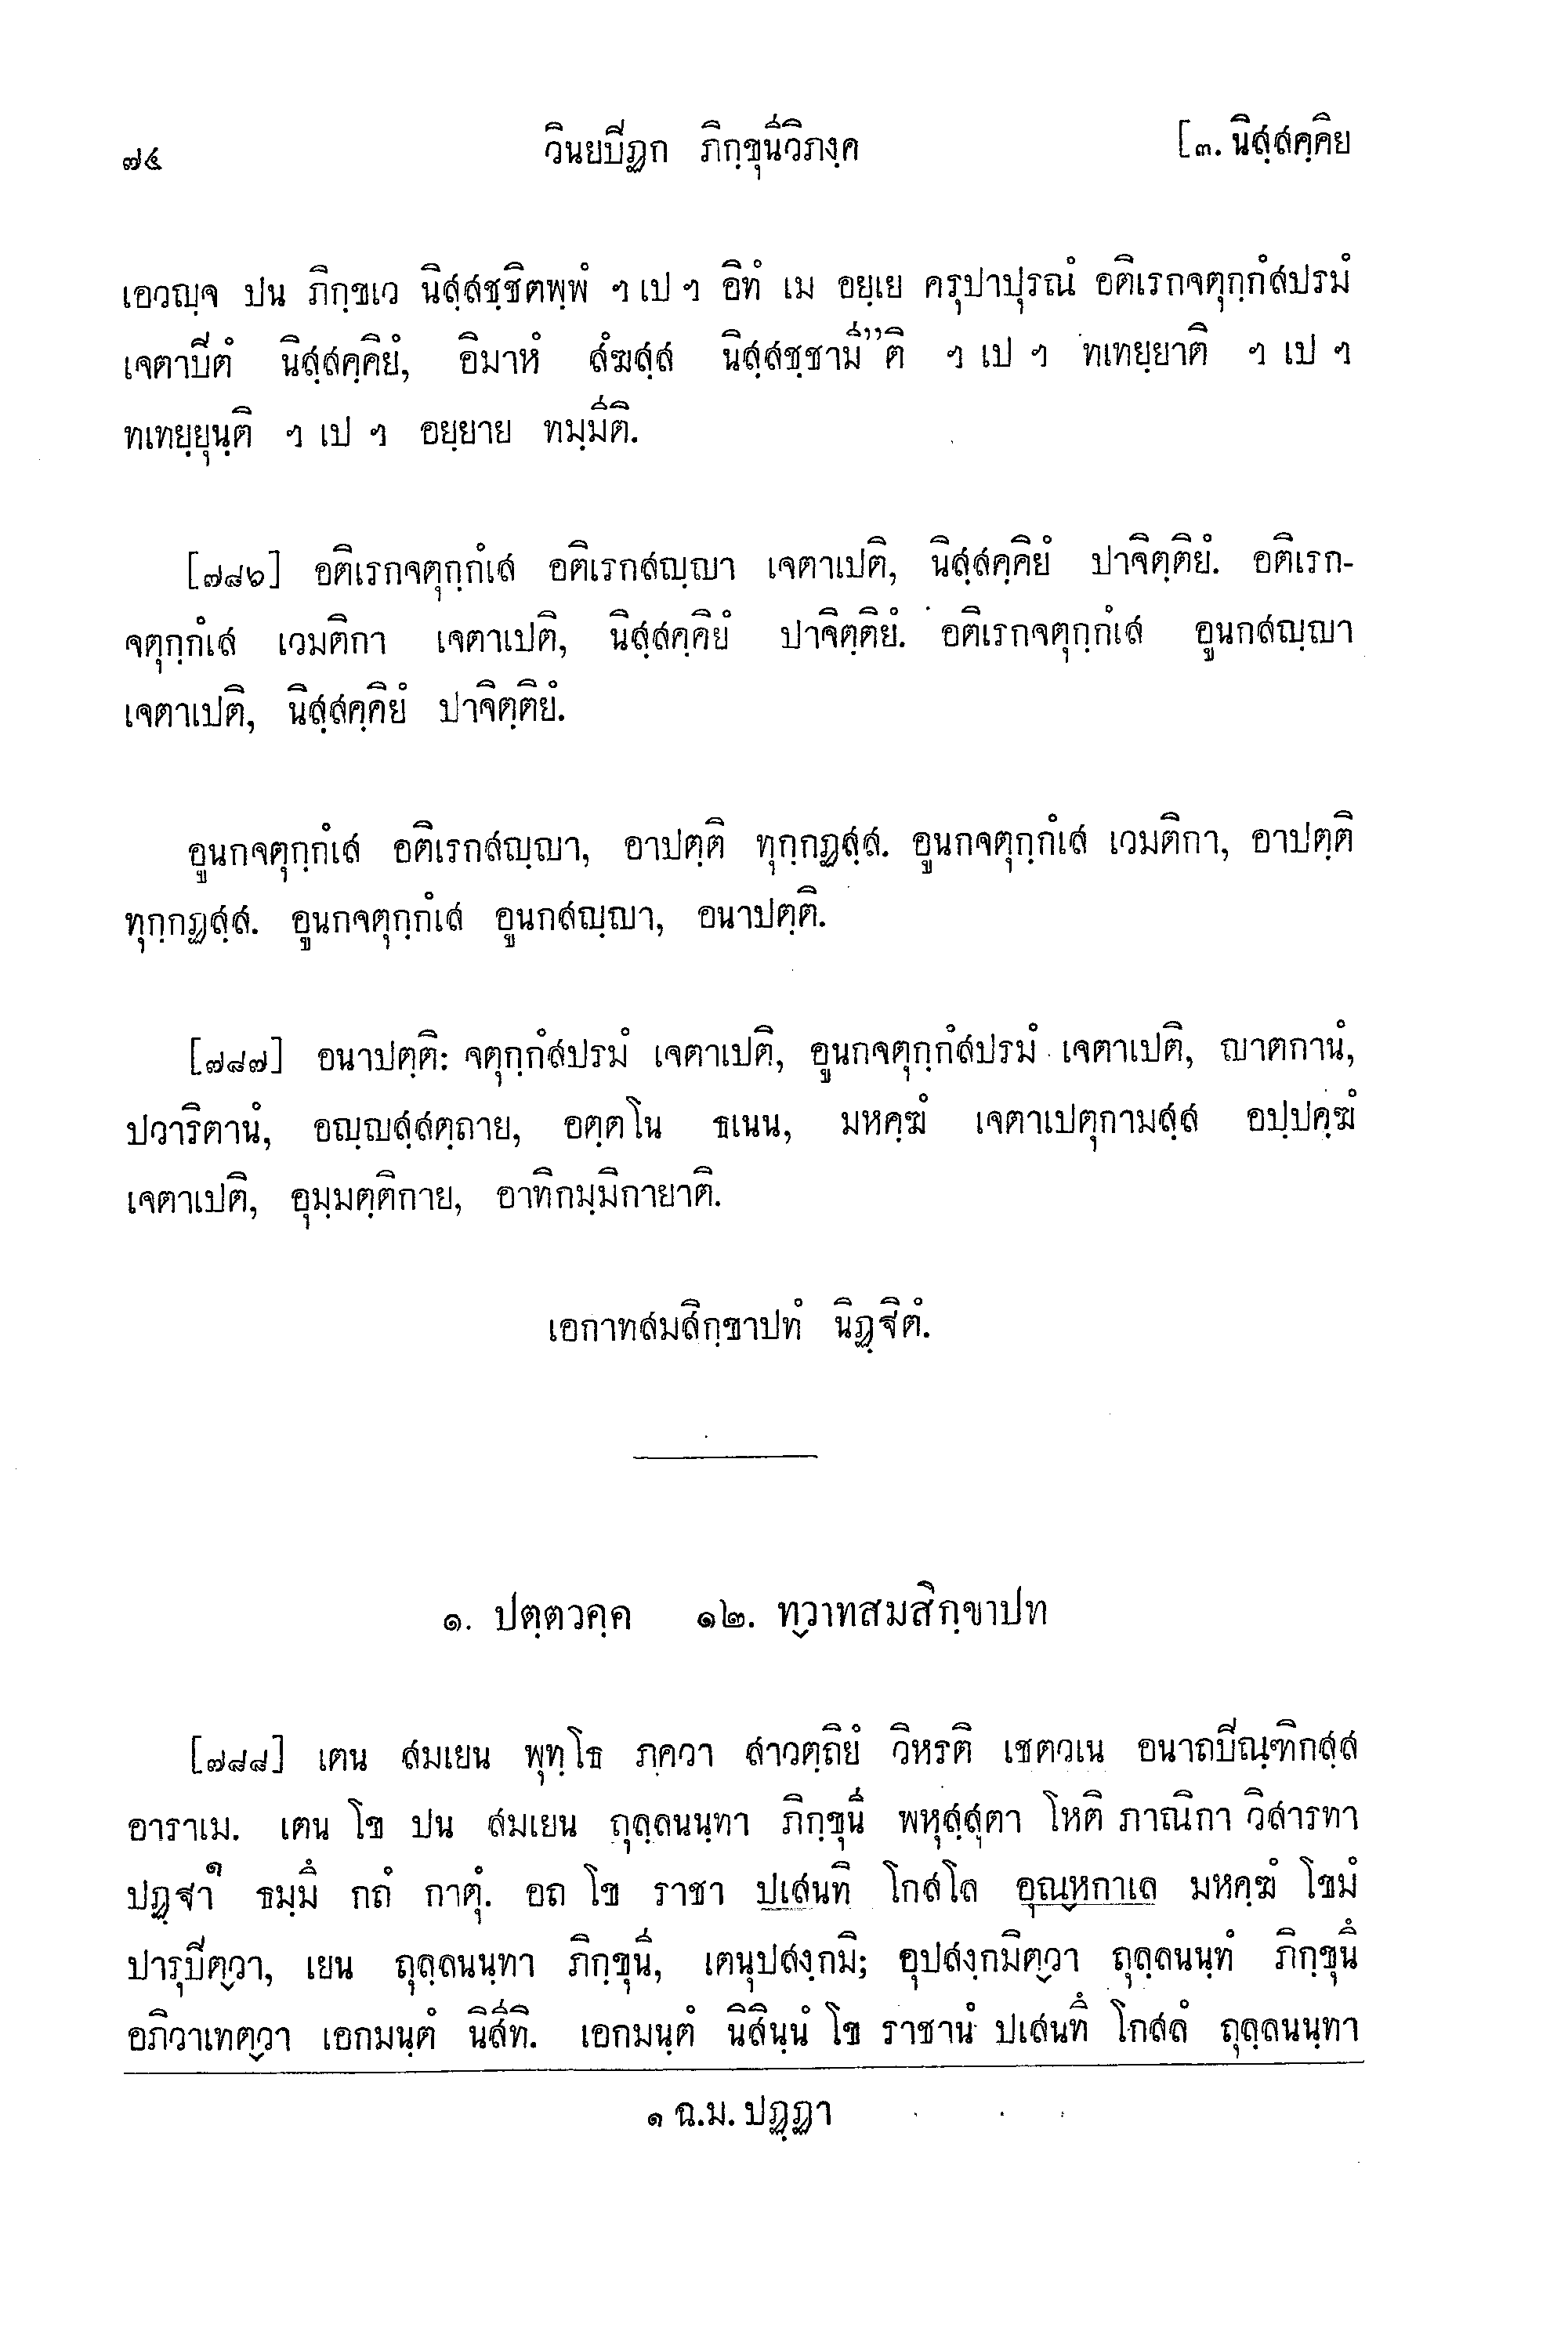 ๗๔ วินยปิฏก ภิกฺขุนีวิภงฺค [๓. นิสฺสคฺคิย
เอวญฺจ ปน ภิกฺขเว นิสฺสชฺชิตพฺพํ ฯ เป ฯ อิทํ เม อยฺเย ครุปาปุรณํ อติเรกจตุกฺกํสปรมํ
เจตาปิตํ นิสฺสคฺคิยํ, อิมาหํ สํฆสฺส นิสฺสชฺชามี”ติ ฯ เป ฯ ทเทยฺยาติ ฯ เป ฯ
ทเทยฺยุนฺติ ฯ เป ฯ อยฺยาย ทมฺมีติ.
[๗๘๖] อติเรกจตุกฺกํเส อติเรกสญฺญา เจตาเปติ, นิสฺสคฺคิยํ ปาจิตฺติยํ. อติเรก-
จตุกฺกํเส เวมติกา เจตาเปติ, นิสฺสคฺคิยํ ปาจิตฺติยํ. อติเรกจตุกฺกํเส อูนกสญฺญา
เจตาเปติ, นิสฺสคฺคิยํ ปาจิตฺติยํ.
อูนกจตุกฺกํเส อติเรกสญฺญา, อาปตฺติ ทุกฺกฏสฺส. อูนกจตุกฺกํเส เวมติกา, อาปตฺติ
ทุกฺกฏสฺส. อูนกจตุกฺกํเส อูนกสญฺญา, อนาปตฺติ.
[๗๘๗] อนาปตฺติ: จตุกฺกํสปรมํ เจตาเปติ, อูนกจตุกฺกํสปรมํ เจตาเปติ, ญาตกานํ,
ปวาริตานํ, อญฺญสฺสตฺถาย, อตฺตโน ธเนน, มหคฺฆํ เจตาเปตุกามสฺส อปฺปคฺฆํ
เจตาเปติ, อุมฺมตฺติกาย, อาทิกมฺมิกายาติ.
เอกาทสมสิกฺขาปทํ นิฏฺฐิตํ.
๑. ปตฺตวคฺค ๑๒. ทฺวาทสมสิกฺขาปท
[๗๘๘] เตน สมเยน พุทฺโธ ภควา สาวตฺถิยํ วิหรติ เชตวเน อนาถปิณฺฑิกสฺส
อาราเม. เตน โข ปน สมเยน ถุลฺลนนฺทา ภิกฺขุนี พหุสฺสุตา โหติ ภาณิกา วิสารทา
ปฏฺฐา๑ ธมฺมึ กถํ กาตุํ. อถ โข ราชา ปเสนทิ โกสโล อุณฺหกาเล มหคฺฆํ โขมํ
ปารุปิตฺวา, เยน ถุลฺลนนฺทา ภิกฺขุนี, เตนุปสงฺกมิ; อุปสงฺกมิตฺวา ถุลฺลนนฺทํ ภิกฺขุนึ
อภิวาเทตฺวา เอกมนฺตํ นิสีทิ. เอกมนฺตํ นิสินฺนํ โข ราชานํ ปเสนทึ โกสลํ ถุลฺลนนฺทา
๑ ฉ.ม. ปฏฺฏา